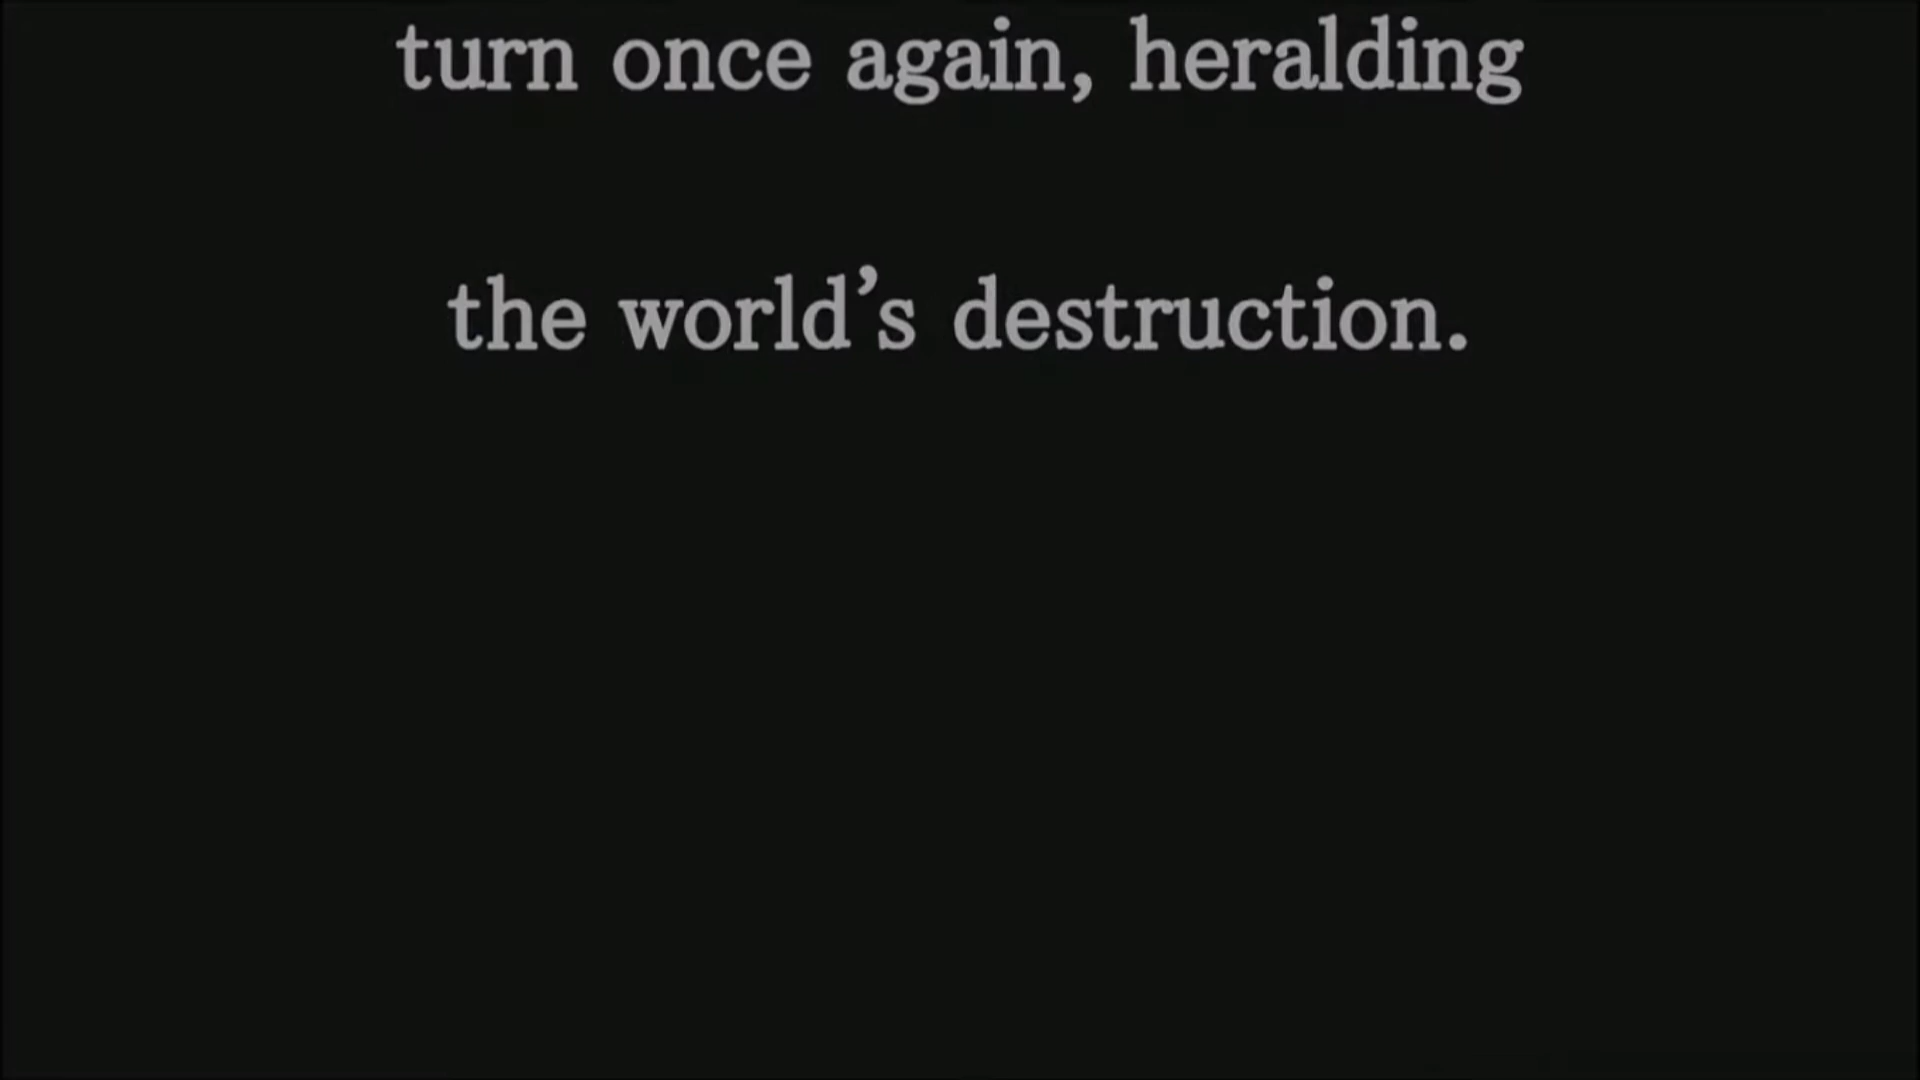 turn once again, heralding
the world’s destruction.